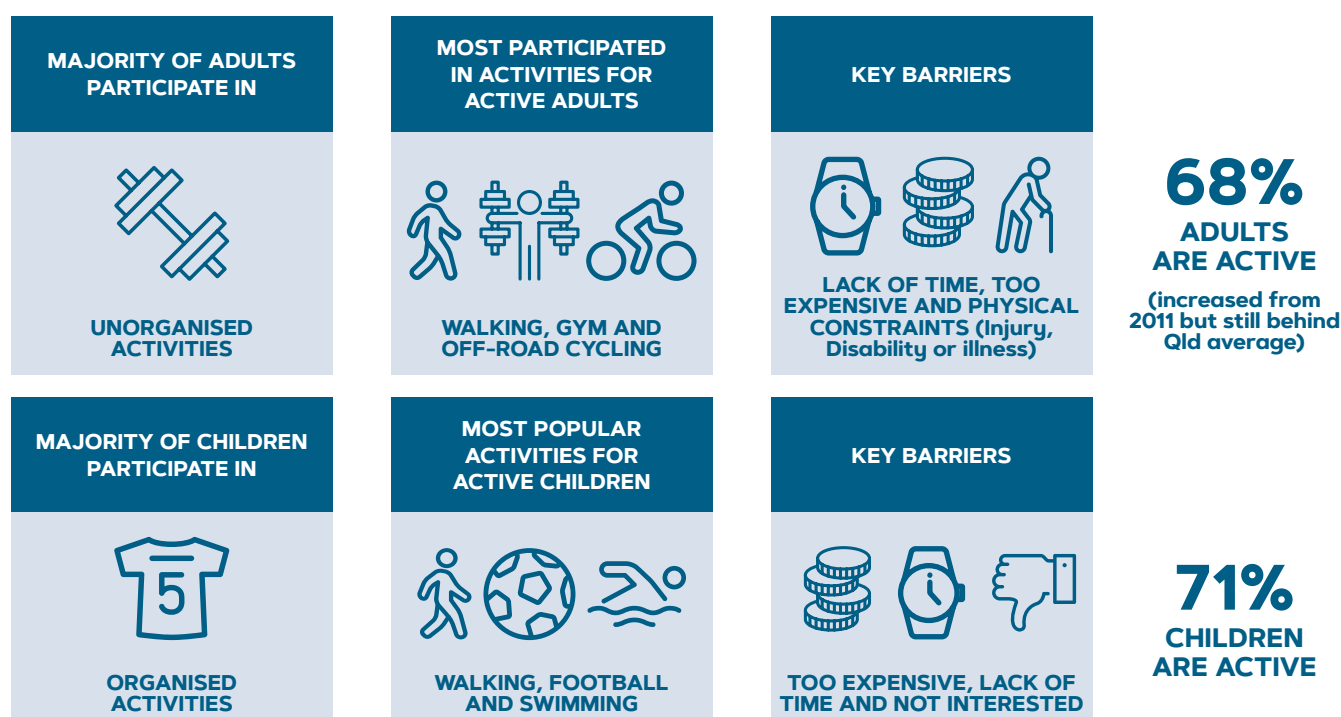 MAJORITY OF ADULTS
PARTICIPATE IN
UNORGANISED
ACTIVITIES
MOST PARTICIPATED
IN ACTIVITIES FOR
ACTIVE ADULTS
WALKING, GYM AND
OFF-ROAD CYCLING
KEY BARRIERS
LACK OF TIME, TOO
EXPENSIVE AND PHYSICAL
CONSTRAINTS (Injury,
Disability or illness)
68%
ADULTS
ARE ACTIVE
(increased from
2011 but still behind
Qld average)
MAJORITY OF CHILDREN
PARTICIPATE IN
5
ORGANISED
ACTIVITIES
MOST POPULAR
ACTIVITIES FOR
ACTIVE CHILDREN
WALKING, FOOTBALL
AND SWIMMING
KEY BARRIERS
TOO EXPENSIVE, LACK OF
TIME AND NOT INTERESTED
71%
CHILDREN
ARE ACTIVE